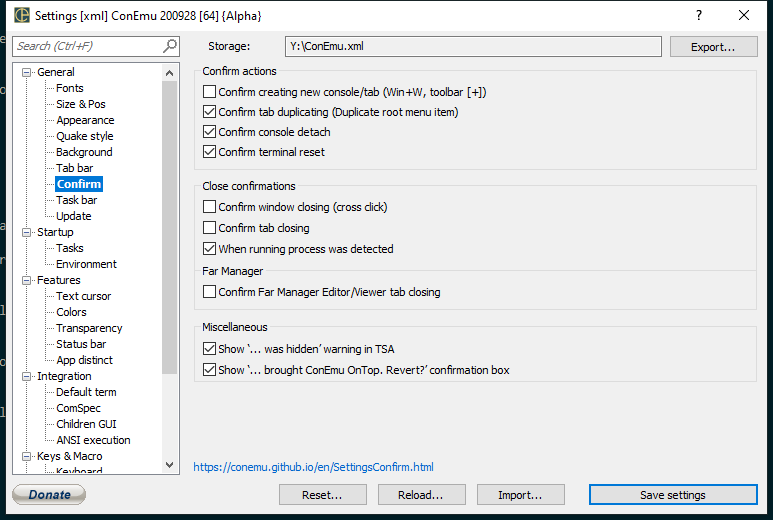 Settings [xml] ConEmu 200928 [64] {Alpha}
? ×
Search (Ctrl+F)
Storage:
Y:\ConEmu.xml
Export...
General
Fonts
Size & Pos
Appearance
Quake style
Background
Tab bar
Confirm
Task bar
Update
Startup
Tasks
Environment
Features
Text cursor
Colors
Transparency
Status bar
App distinct
Integration
Default term
ComSpec
Children GUI
ANSI execution
Keys & Macro
Keyboard
Confirm actions
Confirm creating new console/tab (Win+W, toolbar [+])
Confirm tab duplicating (Duplicate root menu item)
Confirm console detach
Confirm terminal reset
Close confirmations
Confirm window closing (cross click)
Confirm tab closing
When running process was detected
Far Manager
Confirm Far Manager Editor/Viewer tab closing
Miscellaneous
Show ‘... was hidden’ warning in TSA
Show ‘... brought ConEmu OnTop. Revert?’ confirmation box
https://conemu.github.io/en/SettingsConfirm.html
Donate
Reset...
Reload...
Import...
Save settings